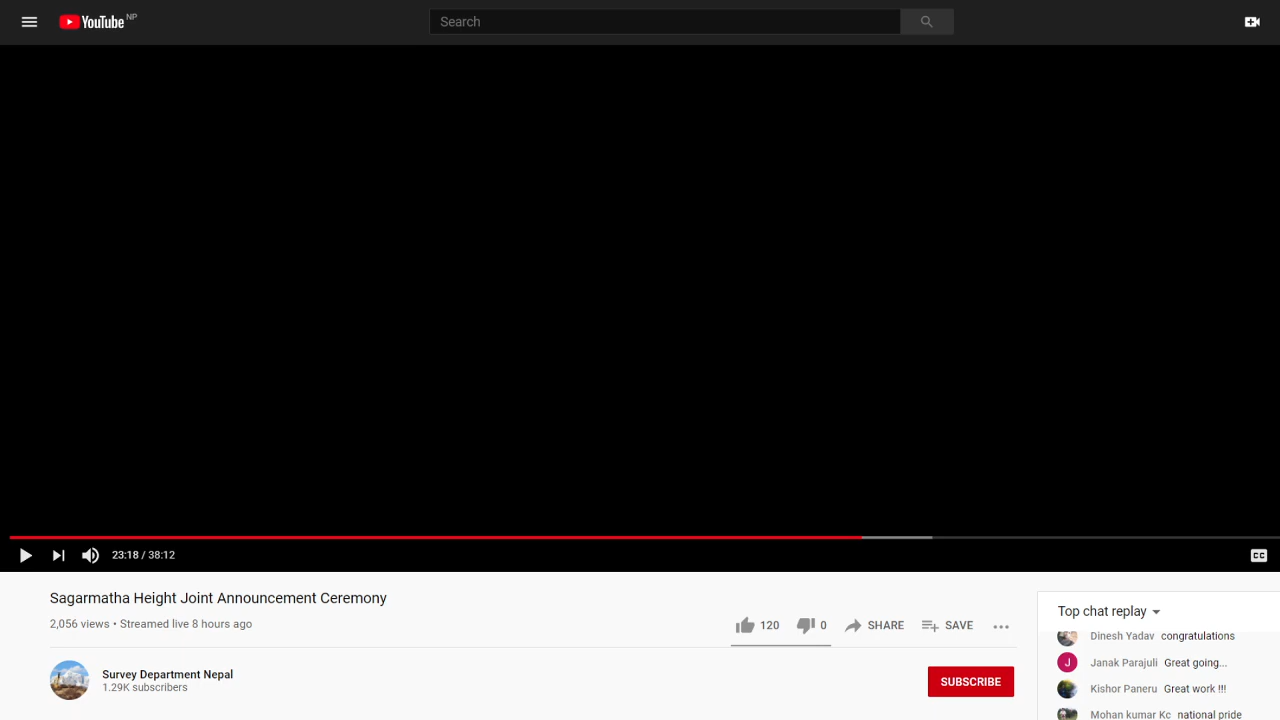 YouTube NP
Search
23:18 / 38:12
CC
Sagarmatha Height Joint Announcement Ceremony
2,056 views • Streamed live 8 hours ago
120
0
SHARE
SAVE
Survey Department Nepal
1.29K subscribers
SUBSCRIBE
Top chat replay
Dinesh Yadav congratulations
J
Janak Parajuli Great going...
Kishor Paneru Great work !!!
Mohan kumar Kc national pride